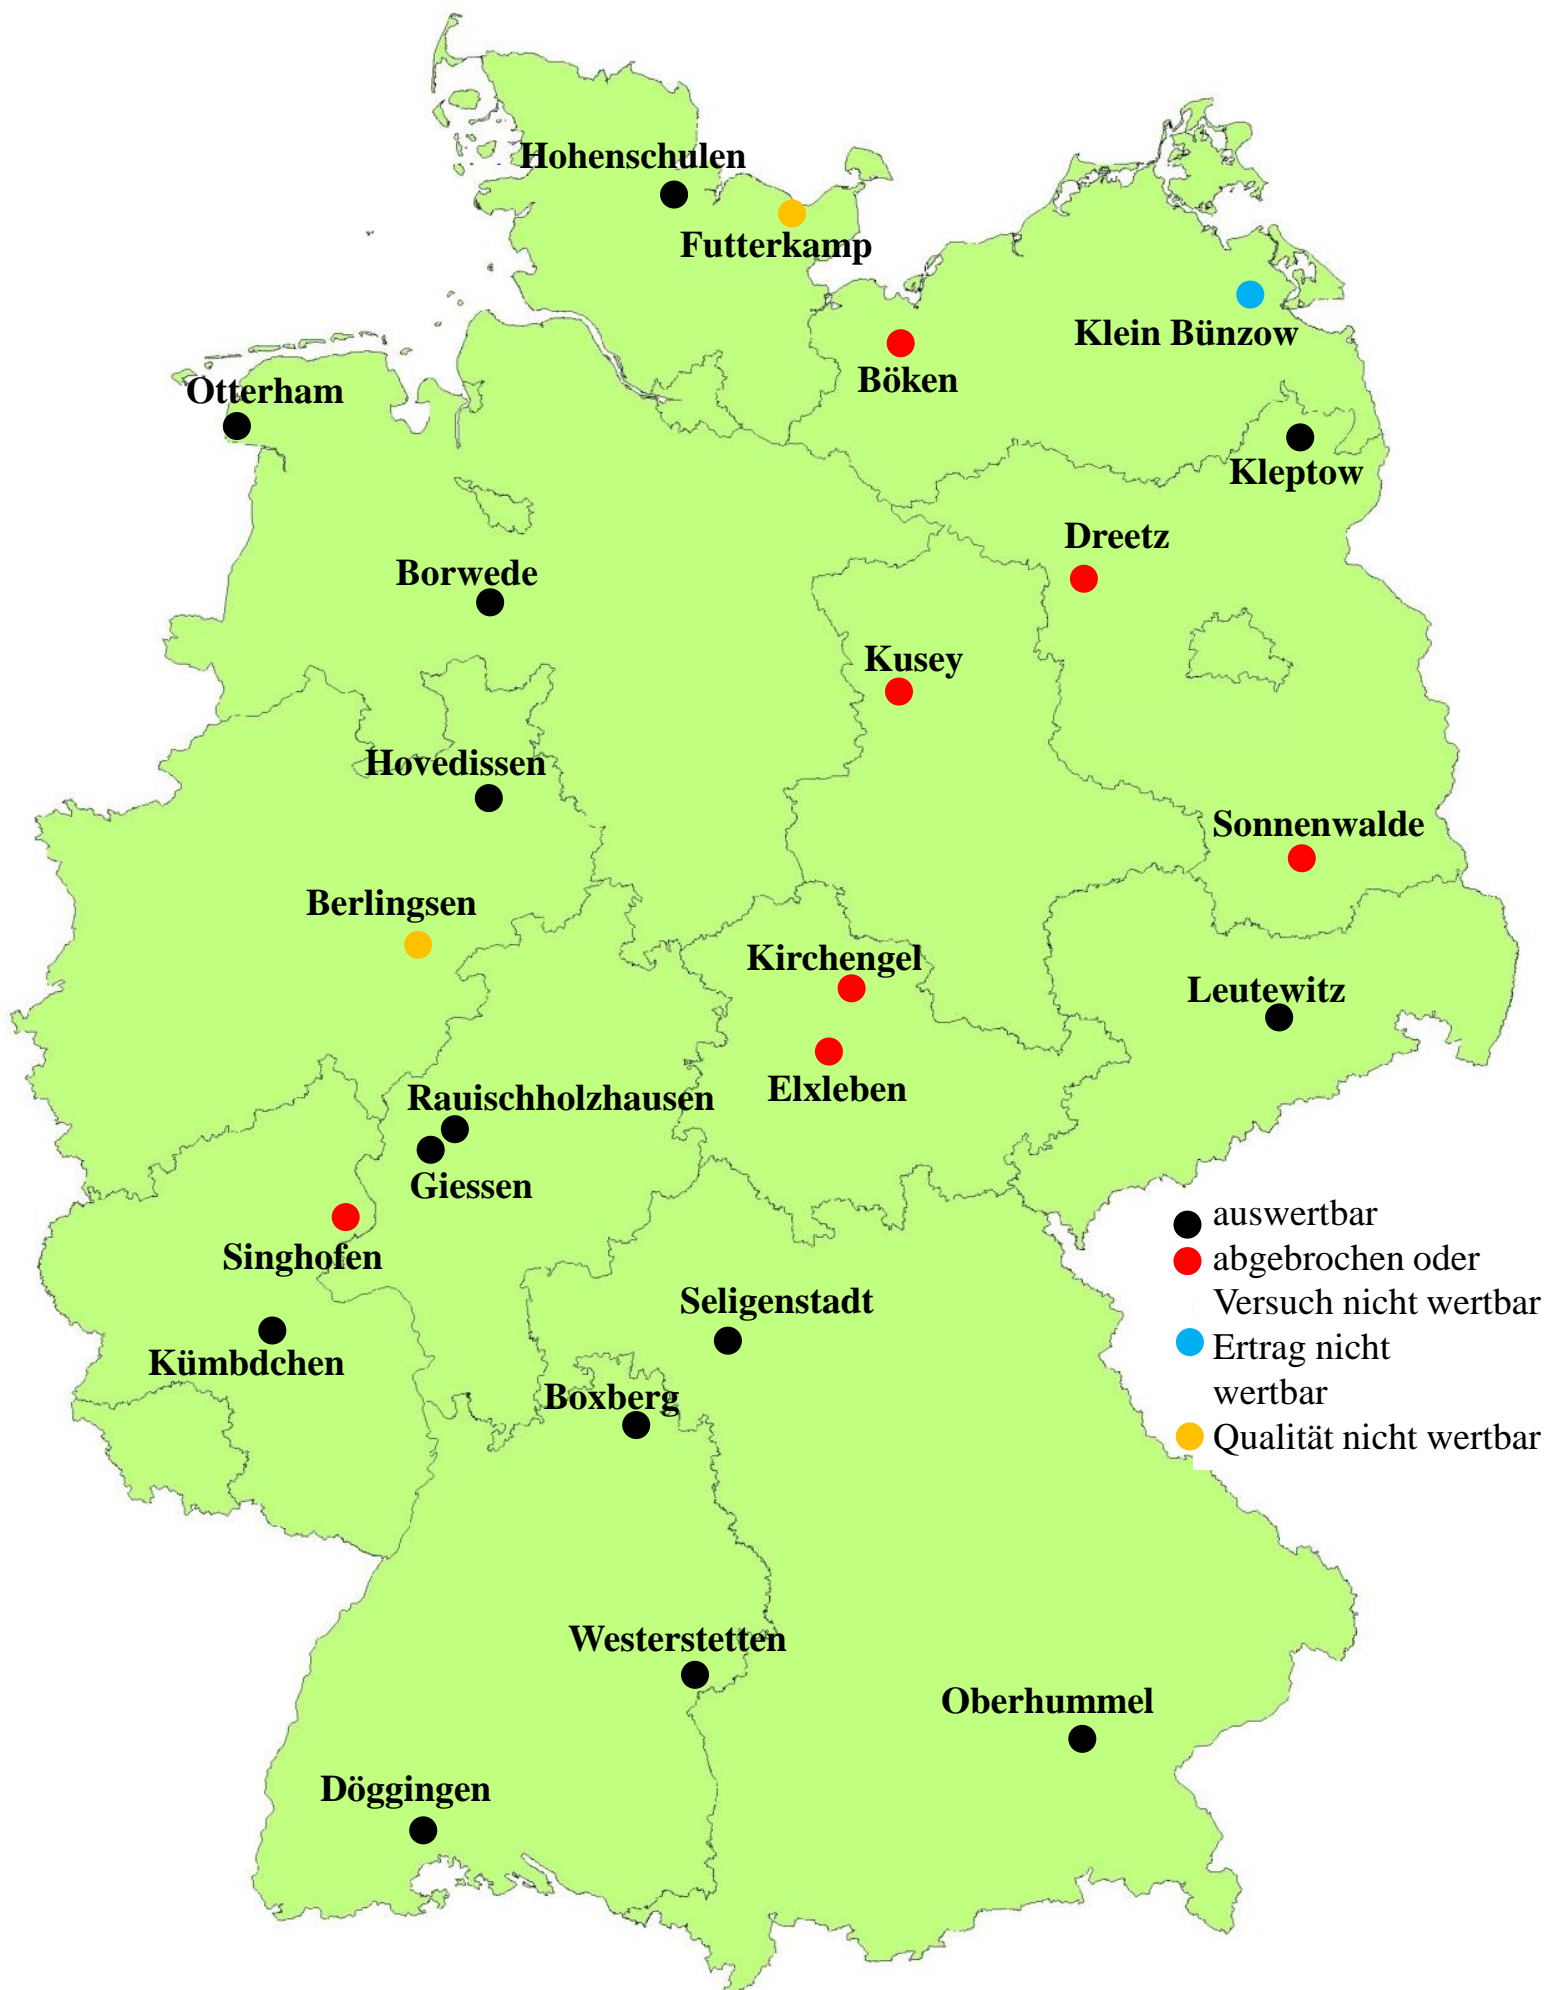 Hohenschulen
Futterkamp
Klein Bünzow
Böken
Otterham
Kleptow
Dreetz
Borwede
Kusey
Hovedissen
Sonnenwalde
Berlingsen
Kirchengel
Leutewitz
Elxleben
Rauischholzhausen
Giessen
Singhofen
Seligenstadt
Kümbdchen
Boxberg
auswertbar
abgebrochen oder
Versuch nicht wertbar
Ertrag nicht
wertbar
Qualität nicht wertbar
Westerstetten
Oberhummel
Döggingen